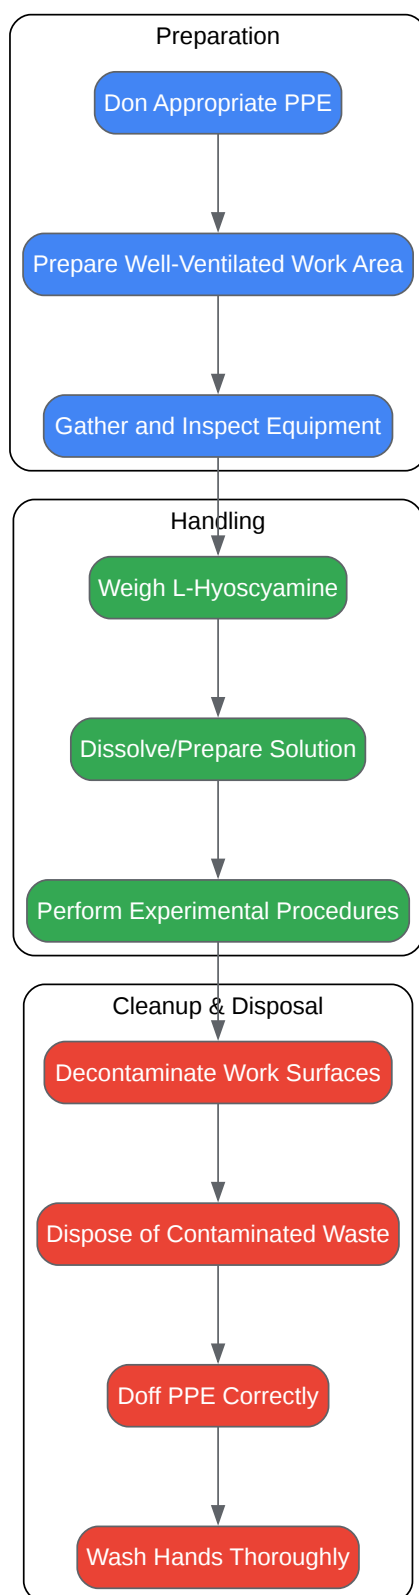 Preparation
Don Appropriate PPE
Prepare Well-Ventilated Work Area
Gather and Inspect Equipment
Handling
Weigh L-Hyoscyamine
Dissolve/Prepare Solution
Perform Experimental Procedures
Cleanup & Disposal
Decontaminate Work Surfaces
Dispose of Contaminated Waste
Doff PPE Correctly
Wash Hands Thoroughly